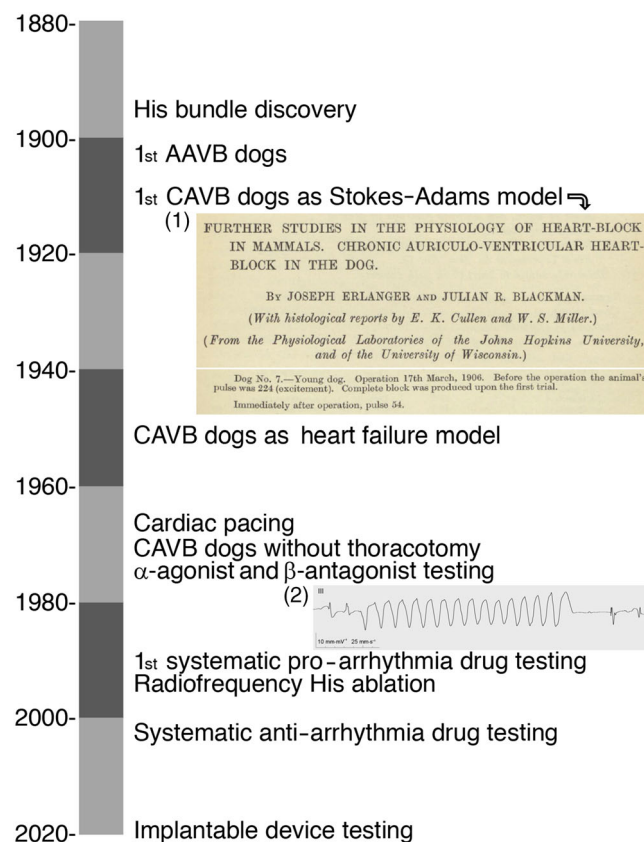 1880-
His bundle discovery
1900-
1st AAVB dogs
1st CAVB dogs as Stokes-Adams model
(1)
FURTHER STUDIES IN THE PHYSIOLOGY OF HEART-BLOCK
IN MAMMALS. CHRONIC AURICULO-VENTRICULAR HEART-
BLOCK IN THE DOG.
BY JOSEPH ERLANGER AND JULIAN R. BLACKMAN.
(With histological reports by E. K. Cullen and W. S. Miller.)
(From the Physiological Laboratories of the Johns Hopkins University,
and of the University of Wisconsin.)
Dog No. 7.—Young dog. Operation 17th March, 1906. Before the operation the animal's
pulse was 224 (excitement). Complete block was produced upon the first trial.
Immediately after operation, pulse 54.
1920-
1940-
CAVB dogs as heart failure model
1960-
Cardiac pacing
CAVB dogs without thoracotomy
α-agonist and β-antagonist testing
1980-
(2)
III
10 mm·mV⁻¹ 25 mm·s⁻¹
1st systematic pro-arrhythmia drug testing
Radiofrequency His ablation
2000-
Systematic anti-arrhythmia drug testing
2020-
Implantable device testing